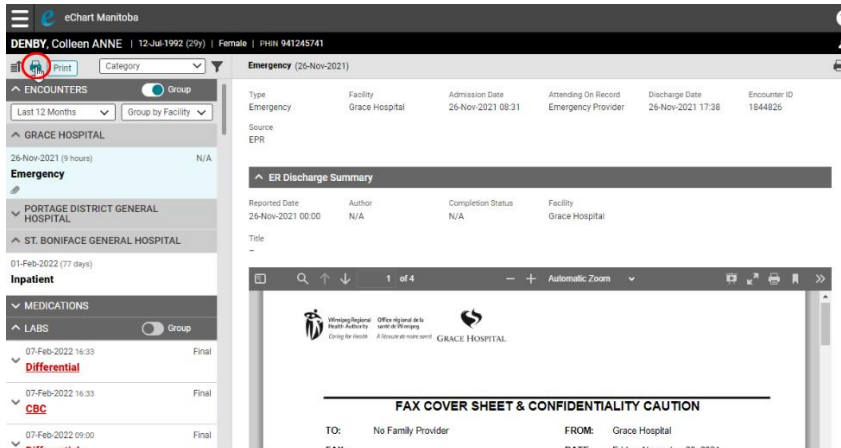 eChart Manitoba
DENBY, Colleen ANNE | 12-Jul-1992 (29y) | Female | PHIN 941245741
Print Category
ENCOUNTERS Group
Last 12 Months Group by Facility
GRACE HOSPITAL
26-Nov-2021 (9 hours) N/A
Emergency
PORTAGE DISTRICT GENERAL
HOSPITAL
ST. BONIFACE GENERAL HOSPITAL
01-Feb-2022 (77 days)
Inpatient
MEDICATIONS
LABS Group
07-Feb-2022 16:33 Final
Differential
07-Feb-2022 16:33 Final
CBC
07-Feb-2022 09:00 Final
Emergency (26-Nov-2021)
Type Facility Admission Date Attending On Record Discharge Date Encounter ID
Emergency Grace Hospital 26-Nov-2021 08:31 Emergency Provider 26-Nov-2021 17:38 1844826
Source
EPR
ER Discharge Summary
Reported Date Author Completion Status Facility
26-Nov-2021 00:00 N/A N/A Grace Hospital
Title
–
1 of 4 Automatic Zoom
Winnipeg Regional Office régional de la
Health Authority santé de Winnipeg
Caring for Health À l'écoute de notre santé
GRACE HOSPITAL
FAX COVER SHEET & CONFIDENTIALITY CAUTION
TO: No Family Provider FROM: Grace Hospital